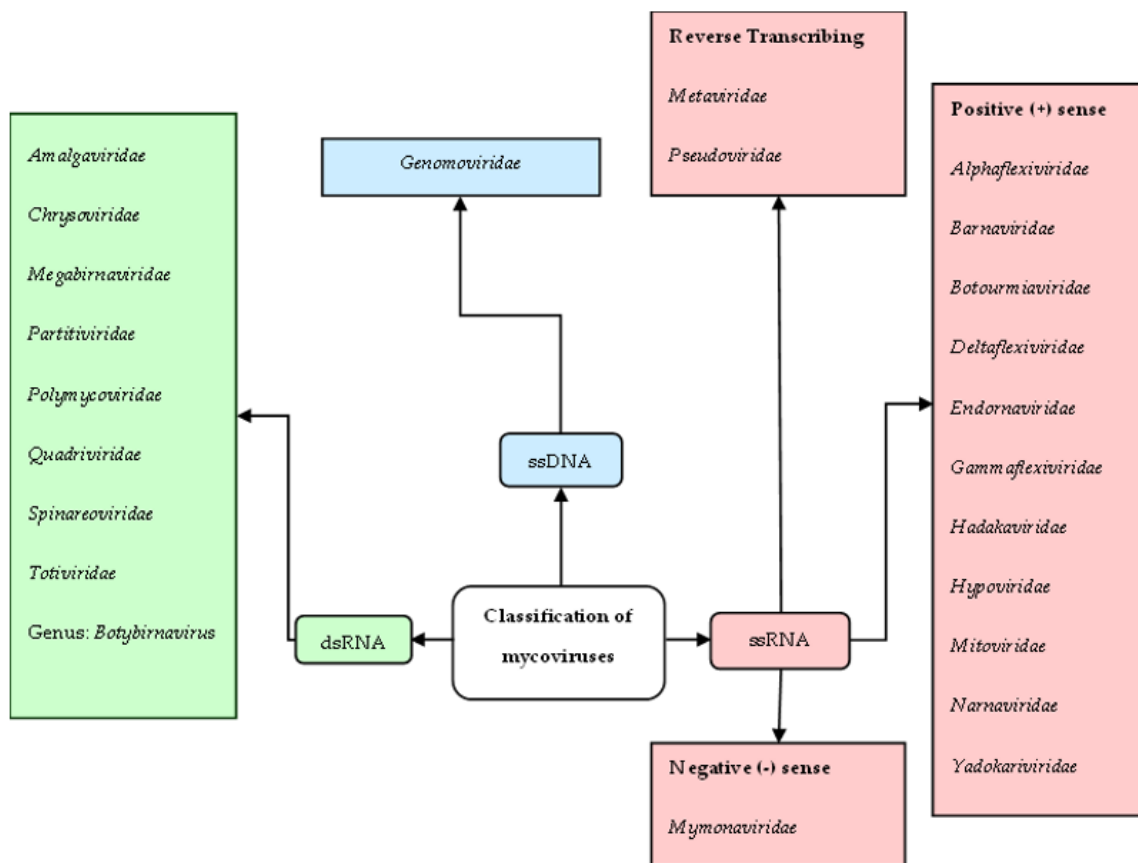 Reverse Transcribing
Metaviridae
Pseudoviridae
Positive (+) sense
Alphaflexiviridae
Barnaviridae
Botourmiaviridae
Deltaflexiviridae
Endornaviridae
Gammaflexiviridae
Hadakaviridae
Hypoviridae
Mitoviridae
Narnaviridae
Yadokariviridae
Amalgaviridae
Chrysoviridae
Megabirnaviridae
Partitiviridae
Polymycoviridae
Quadriviridae
Spinareoviridae
Totiviridae
Genus: Botybirnavirus
Genomoviridae
ssDNA
Classification of
mycoviruses
dsRNA
ssRNA
Negative (-) sense
Mymonaviridae